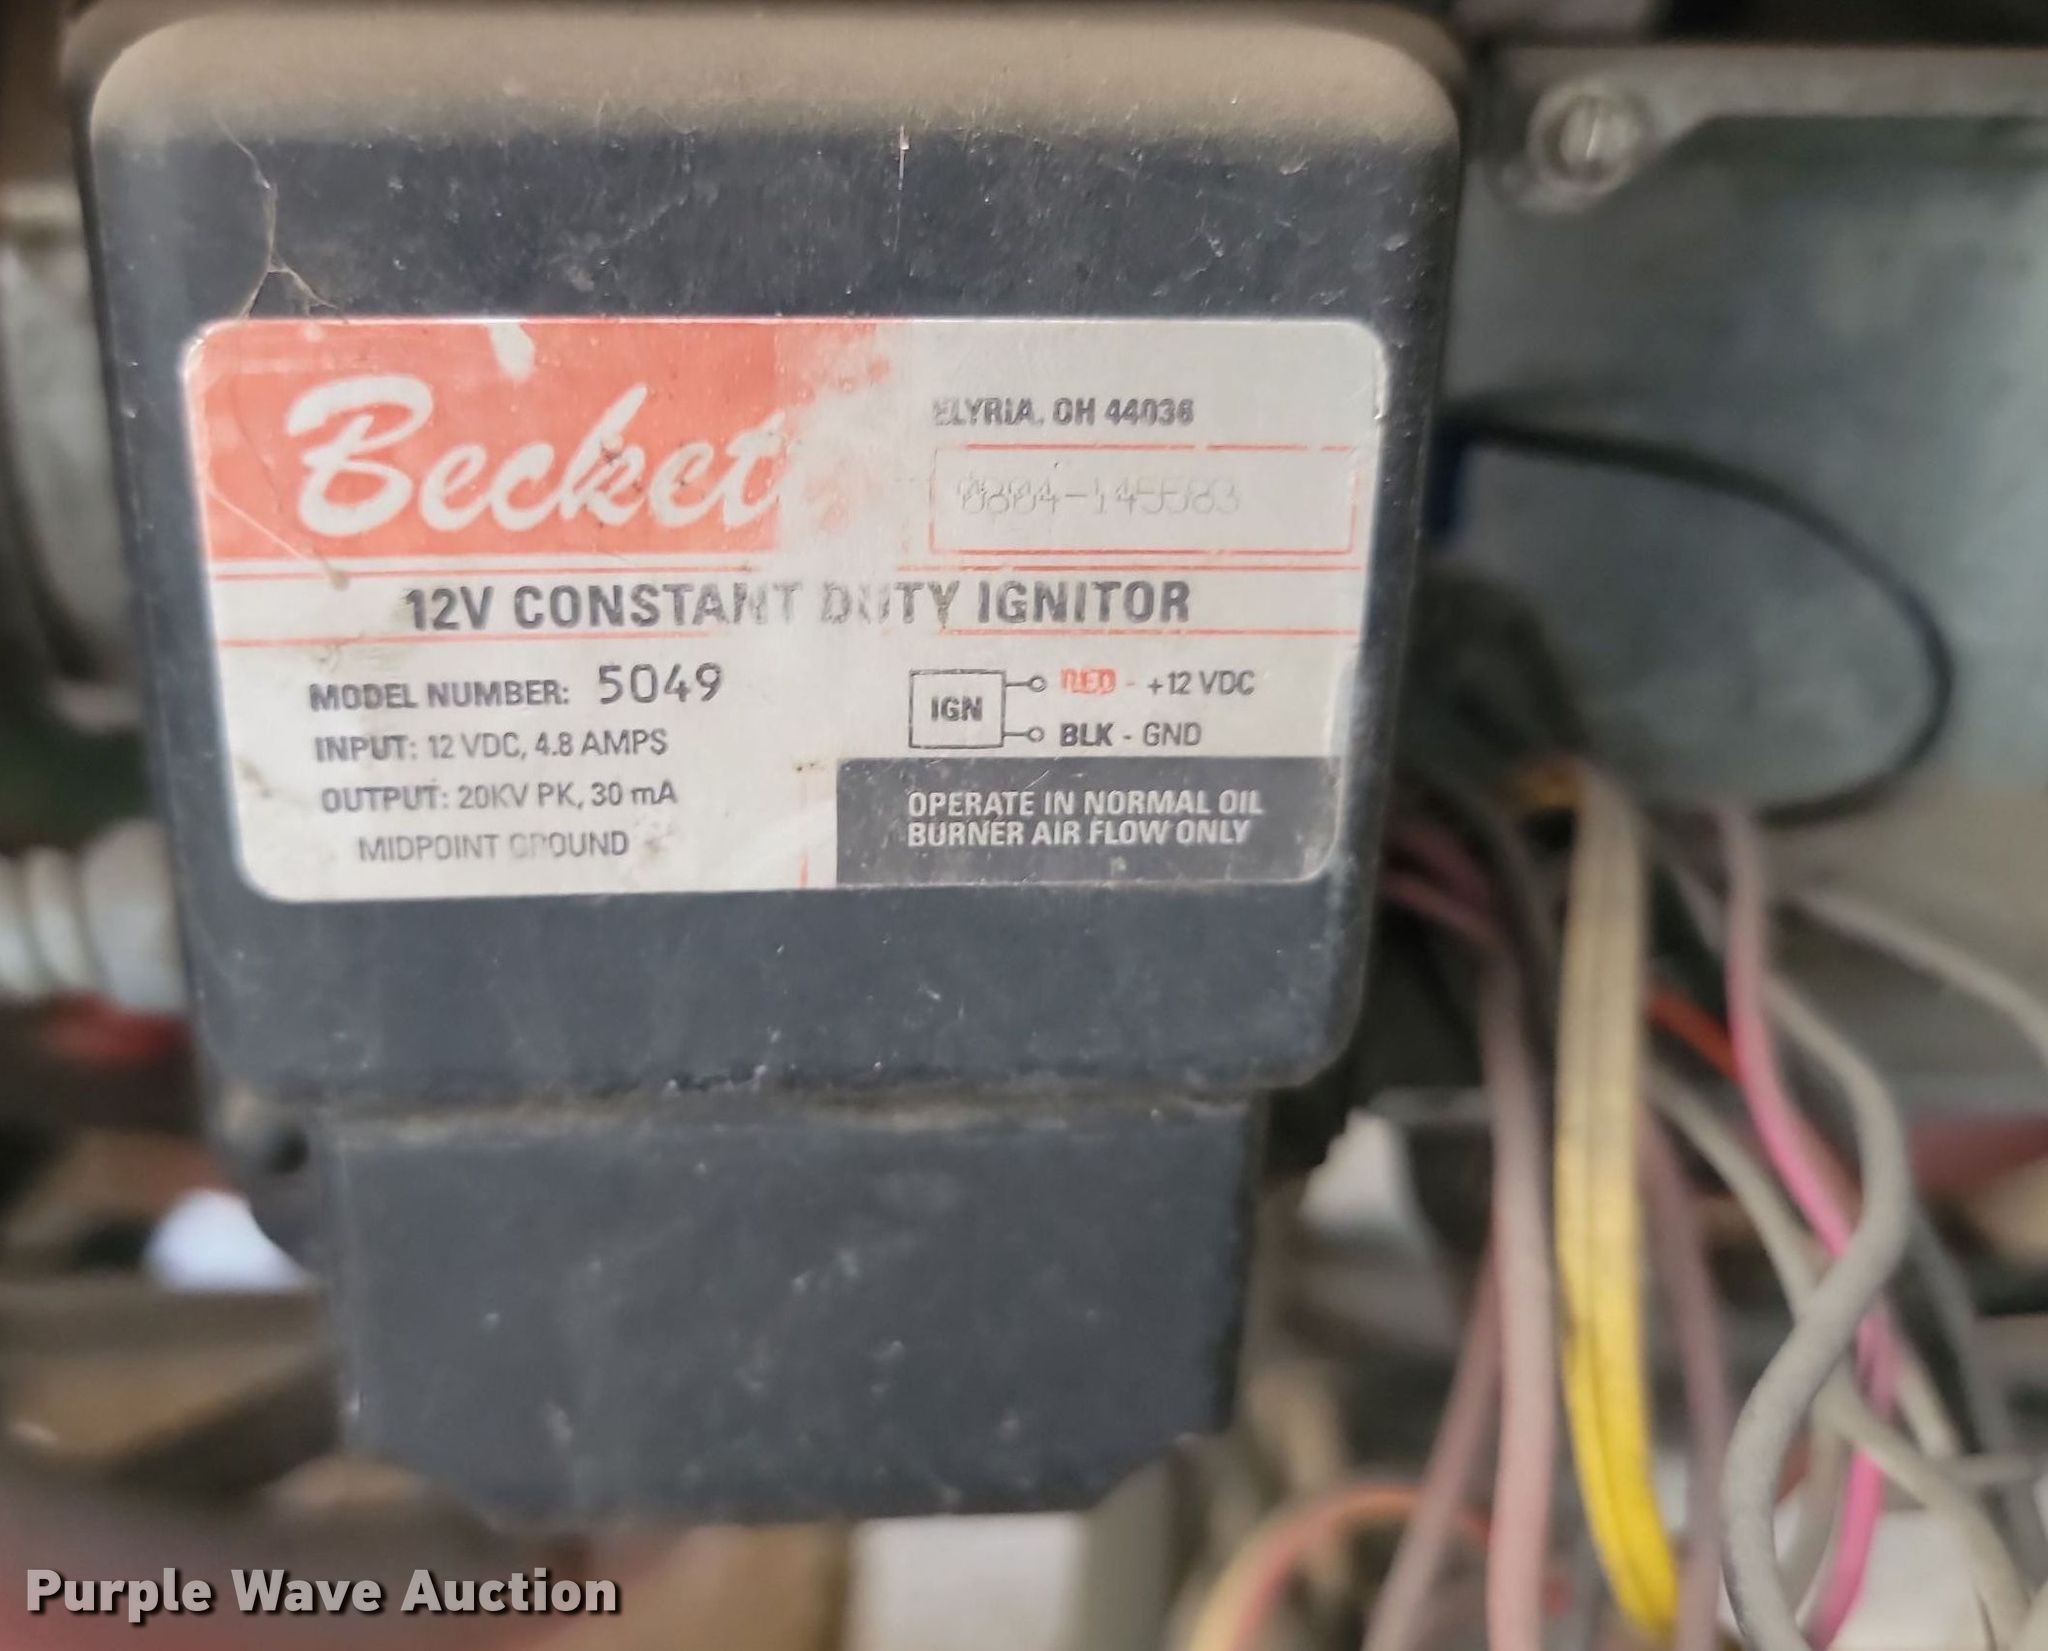 Becket
ELYRIA, OH 44036
12V CONSTANT DUTY IGNITOR
MODEL NUMBER: 5049
INPUT: 12 VDC, 4.8 AMPS
OUTPUT: 20KV PK, 30 mA
MIDPOINT GROUND
IGN
RED - +12 VDC
BLK - GND
OPERATE IN NORMAL OIL
BURNER AIR FLOW ONLY
Purple Wave Auction